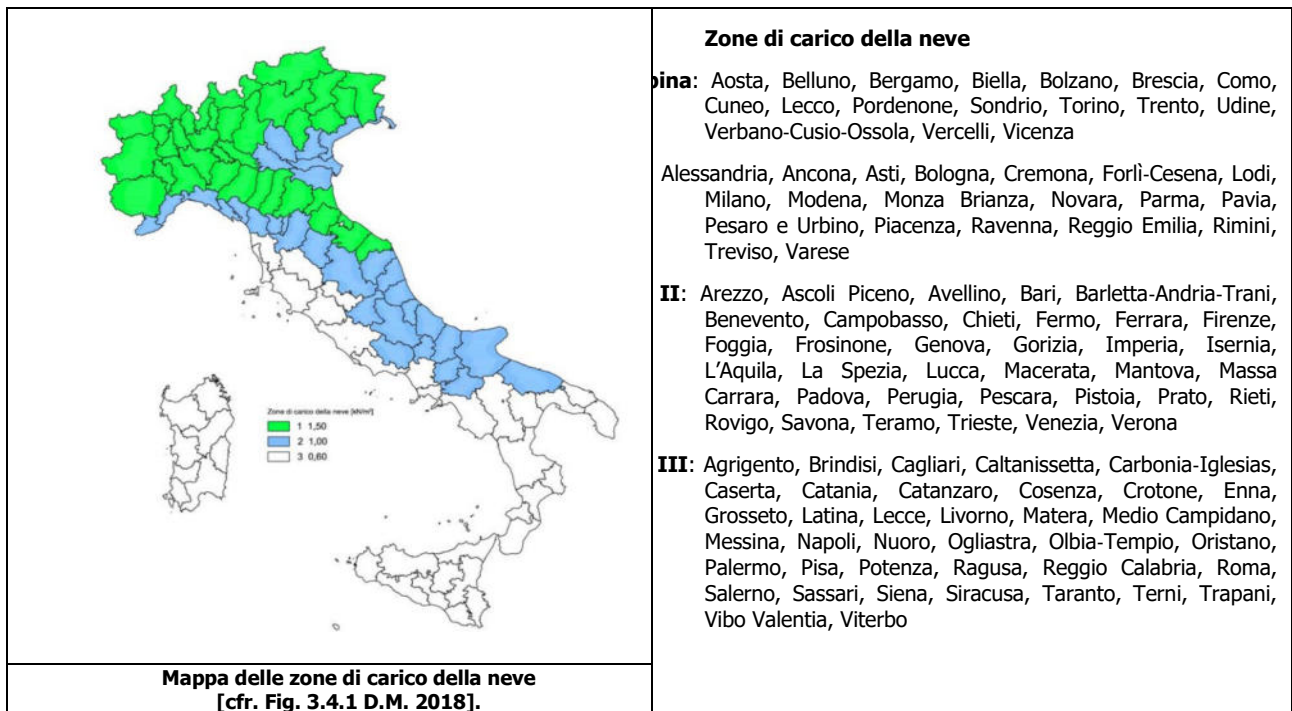 Zone di carico della neve [kN/m²]
1 1,50
2 1,00
3 0,60
Mappa delle zone di carico della neve
[cfr. Fig. 3.4.1 D.M. 2018].
Zone di carico della neve
pina: Aosta, Belluno, Bergamo, Biella, Bolzano, Brescia, Como,
Cuneo, Lecco, Pordenone, Sondrio, Torino, Trento, Udine,
Verbano-Cusio-Ossola, Vercelli, Vicenza
Alessandria, Ancona, Asti, Bologna, Cremona, Forlì-Cesena, Lodi,
Milano, Modena, Monza Brianza, Novara, Parma, Pavia,
Pesaro e Urbino, Piacenza, Ravenna, Reggio Emilia, Rimini,
Treviso, Varese
II: Arezzo, Ascoli Piceno, Avellino, Bari, Barletta-Andria-Trani,
Benevento, Campobasso, Chieti, Fermo, Ferrara, Firenze,
Foggia, Frosinone, Genova, Gorizia, Imperia, Isernia,
L'Aquila, La Spezia, Lucca, Macerata, Mantova, Massa
Carrara, Padova, Perugia, Pescara, Pistoia, Prato, Rieti,
Rovigo, Savona, Teramo, Trieste, Venezia, Verona
III: Agrigento, Brindisi, Cagliari, Caltanissetta, Carbonia-Iglesias,
Caserta, Catania, Catanzaro, Cosenza, Crotone, Enna,
Grosseto, Latina, Lecce, Livorno, Matera, Medio Campidano,
Messina, Napoli, Nuoro, Ogliastra, Olbia-Tempio, Oristano,
Palermo, Pisa, Potenza, Ragusa, Reggio Calabria, Roma,
Salerno, Sassari, Siena, Siracusa, Taranto, Terni, Trapani,
Vibo Valentia, Viterbo